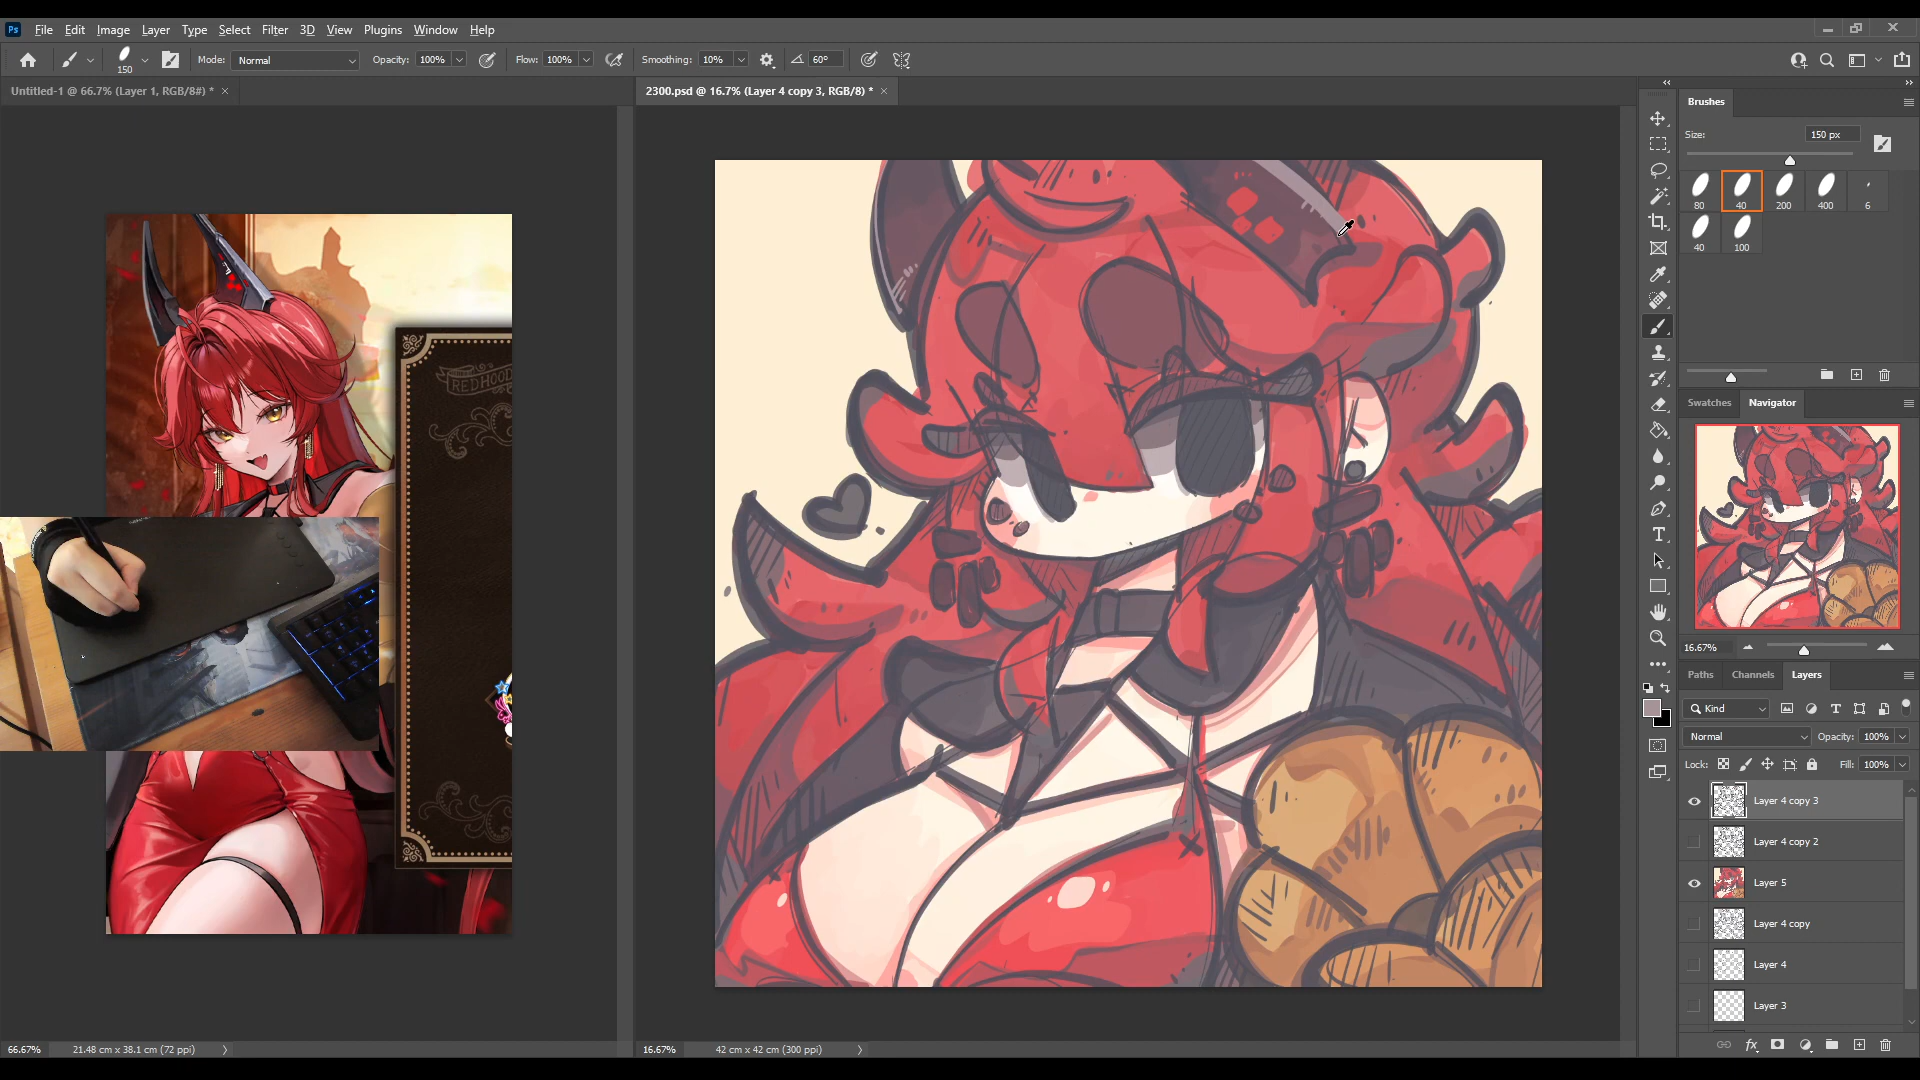 Ps File Edit Image Layer Type Select Filter 3D View Plugins Window Help
150 Mode: Normal Opacity: 100% Flow: 100% Smoothing: 10% 60°
Untitled-1 @ 66.7% (Layer 1, RGB/8#) * ×
2300.psd @ 16.7% (Layer 4 copy 3, RGB/8) * ×
REDHOOD
66.67% 21.48 cm x 38.1 cm (72 ppi)
16.67% 42 cm x 42 cm (300 ppi)
Brushes
Size: 150 px
80 40 200 400 6
40 100
Swatches Navigator
16.67%
Paths Channels Layers
Kind
Normal Opacity: 100%
Lock: Fill: 100%
Layer 4 copy 3
Layer 4 copy 2
Layer 5
Layer 4 copy
Layer 4
Layer 3